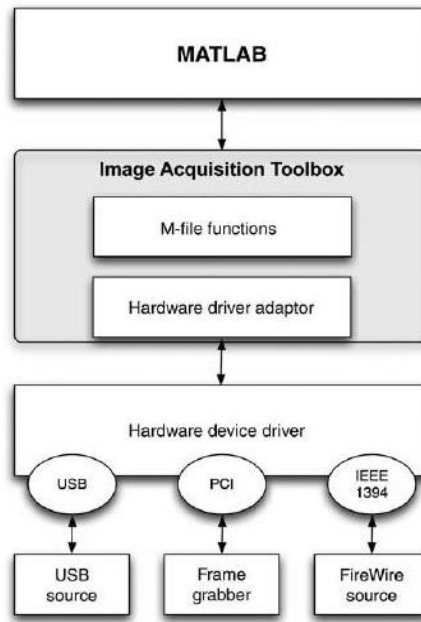 MATLAB
Image Acquisition Toolbox
M-file functions
Hardware driver adaptor
Hardware device driver
USB
PCI
IEEE
1394
USB
source
Frame
grabber
FireWire
source